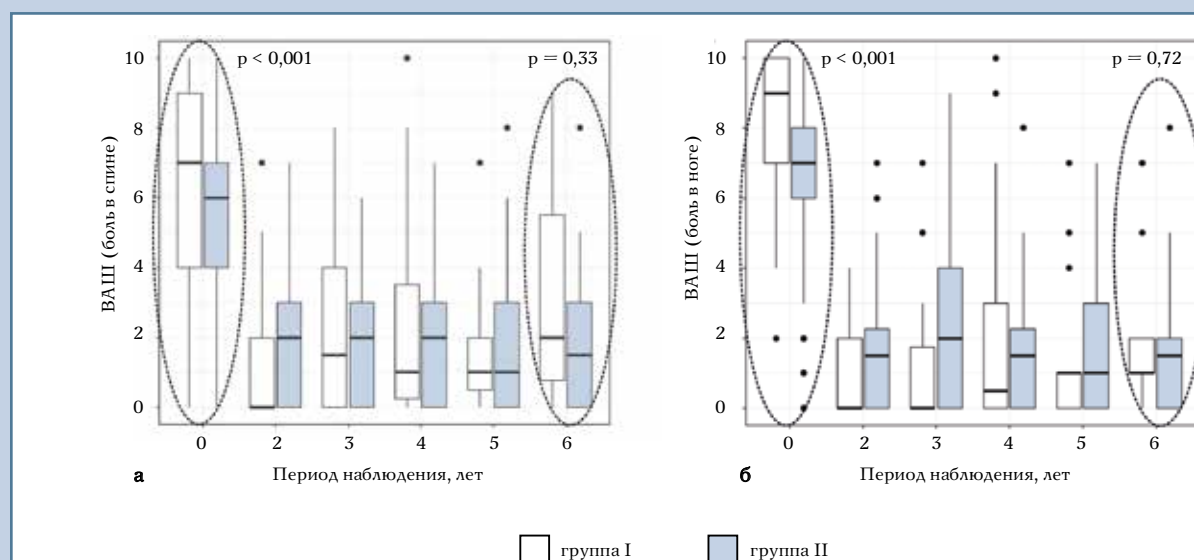 p < 0,001
p = 0,33
ВАШ (боль в спине)
10
8
6
4
2
0
0 2 3 4 5 6
Период наблюдения, лет
а
p < 0,001
p = 0,72
ВАШ (боль в ноге)
10
8
6
4
2
0
0 2 3 4 5 6
Период наблюдения, лет
б
группа I
группа II